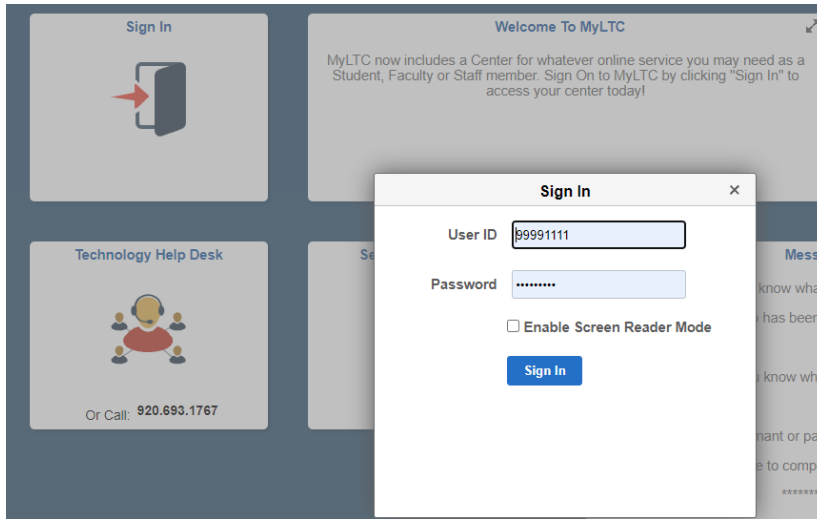 Sign In
Welcome To MyLTC
MyLTC now includes a Center for whatever online service you may need as a
Student, Faculty or Staff member. Sign On to MyLTC by clicking "Sign In" to
access your center today!
Sign In
User ID
99991111
Password
•••••••••
Enable Screen Reader Mode
Sign In
Technology Help Desk
Or Call: 920.693.1767
Se
Mess
know wha
has been
know wh
nant or pa
e to comp
*******